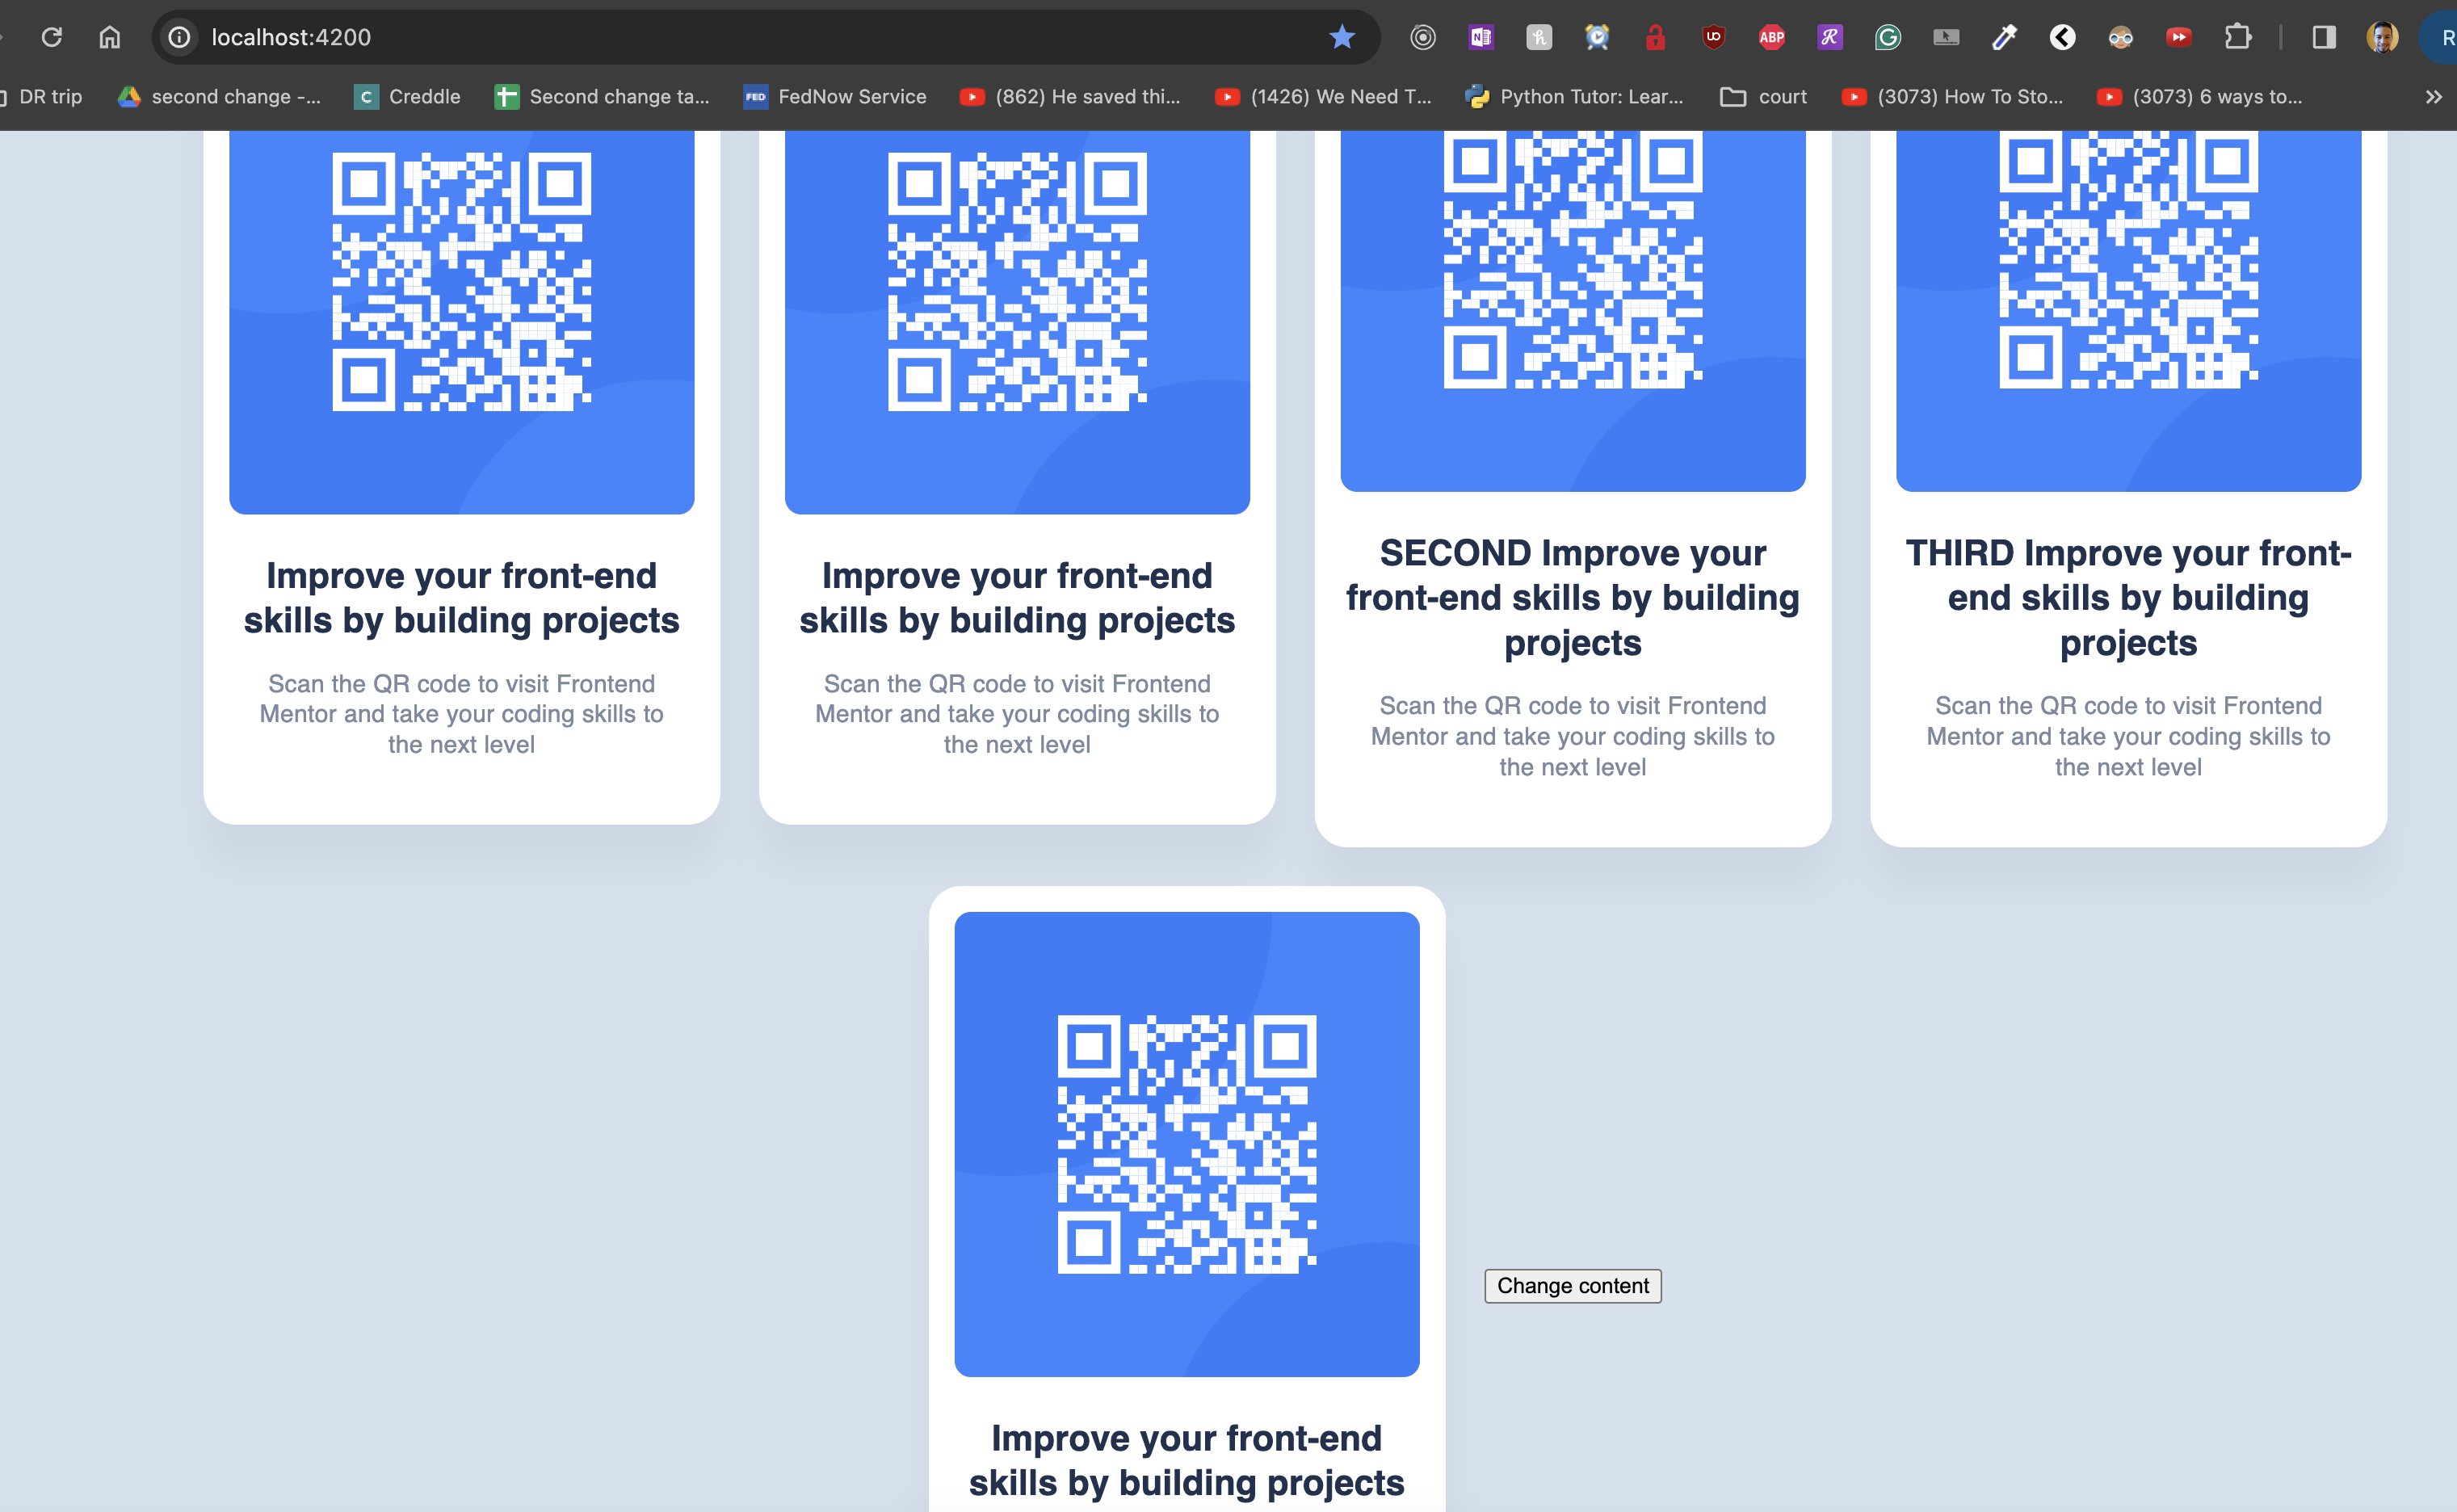 localhost:4200
R
DR trip
second change -...
C
Creddle
Second change ta...
FED
FedNow Service
(862) He saved thi...
(1426) We Need T...
Python Tutor: Lear...
court
(3073) How To Sto...
(3073) 6 ways to...
N
h
UO
ABP
R
G
Improve your front-end
skills by building projects
Scan the QR code to visit Frontend
Mentor and take your coding skills to
the next level
Improve your front-end
skills by building projects
Scan the QR code to visit Frontend
Mentor and take your coding skills to
the next level
SECOND Improve your
front-end skills by building
projects
Scan the QR code to visit Frontend
Mentor and take your coding skills to
the next level
THIRD Improve your front-
end skills by building
projects
Scan the QR code to visit Frontend
Mentor and take your coding skills to
the next level
Change content
Improve your front-end
skills by building projects